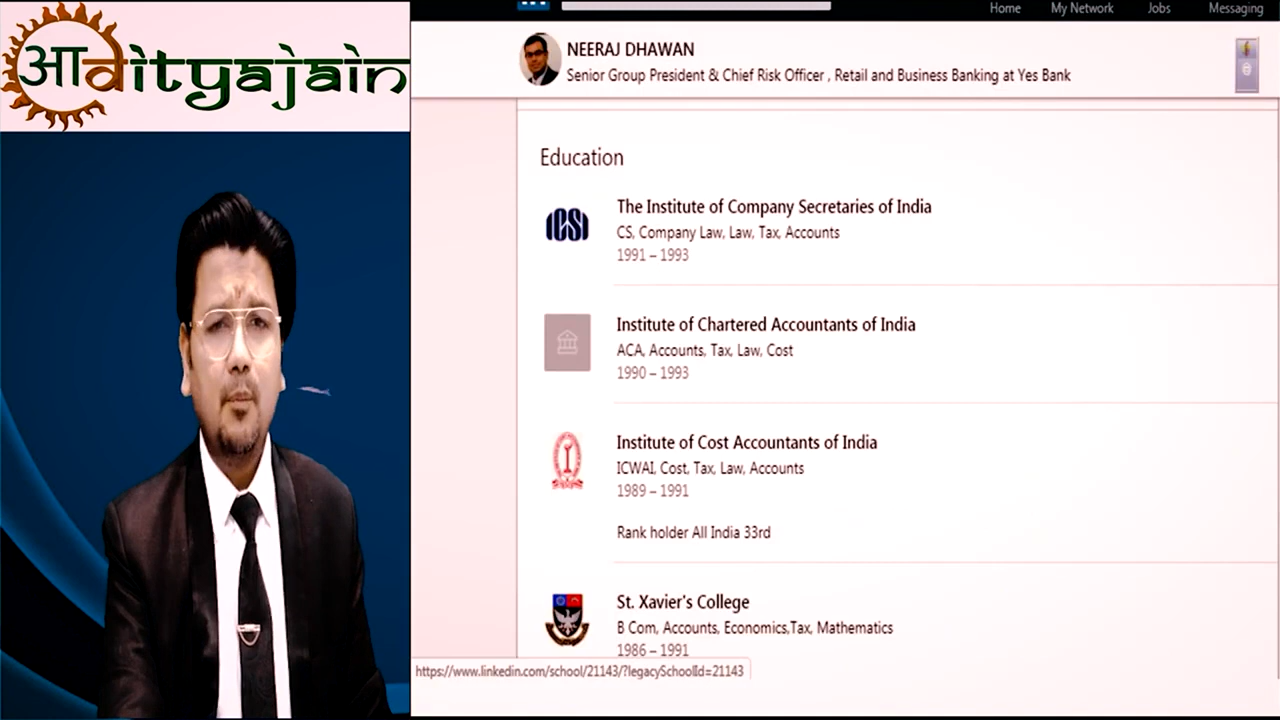 आdityajain
Home My Network Jobs Messaging
NEERAJ DHAWAN
Senior Group President & Chief Risk Officer , Retail and Business Banking at Yes Bank
Education
ICSI
The Institute of Company Secretaries of India
CS, Company Law, Law, Tax, Accounts
1991 – 1993
Institute of Chartered Accountants of India
ACA, Accounts, Tax, Law, Cost
1990 – 1993
Institute of Cost Accountants of India
ICWAI, Cost, Tax, Law, Accounts
1989 – 1991
Rank holder All India 33rd
St. Xavier's College
B Com, Accounts, Economics,Tax, Mathematics
1986 – 1991
https://www.linkedin.com/school/21143/?legacySchoolId=21143